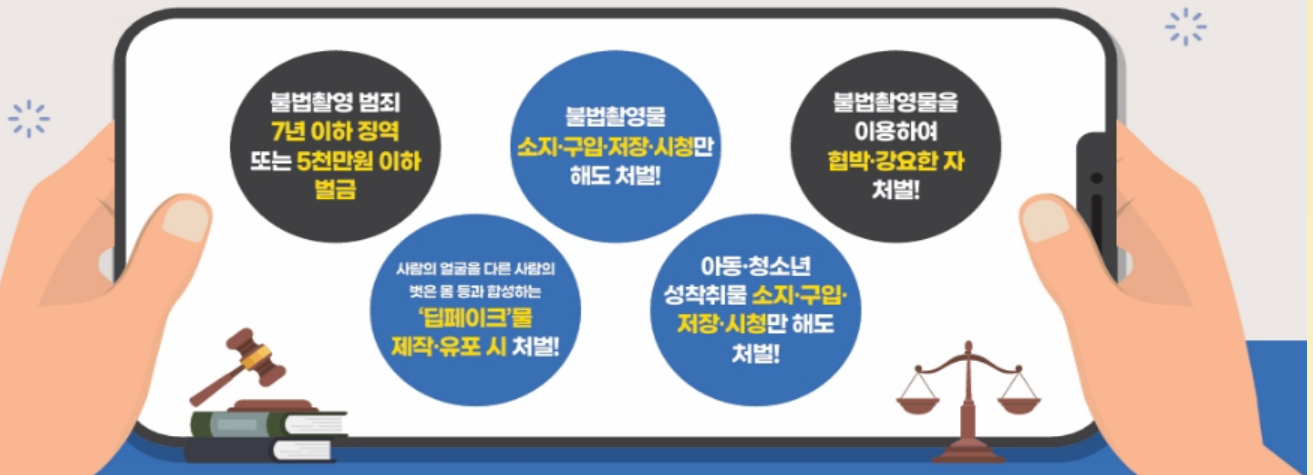 불법촬영 범죄
7년 이하 징역
또는 5천만원 이하
벌금
불법촬영물
소지·구입·저장·시청만
해도 처벌!
불법촬영물을
이용하여
협박·강요한 자
처벌!
사람의 얼굴을 다른 사람의
벗은 몸 등과 합성하는
‘딥페이크’물
제작·유포 시 처벌!
아동·청소년
성착취물 소지·구입·
저장·시청만 해도
처벌!